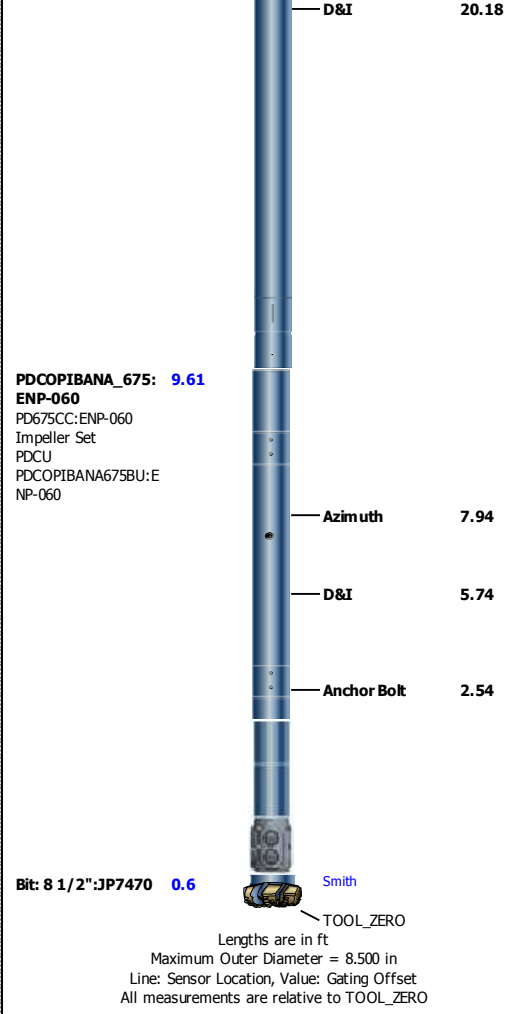 D&I 20.18
PDCOPIBANA_675: 9.61
ENP-060
PD675CC:ENP-060
Impeller Set
PDCU
PDCOPIBANA675BU:E
NP-060
Azimuth 7.94
D&I 5.74
Anchor Bolt 2.54
Bit: 8 1/2":JP7470 0.6 Smith
TOOL_ZERO
Lengths are in ft
Maximum Outer Diameter = 8.500 in
Line: Sensor Location, Value: Gating Offset
All measurements are relative to TOOL_ZERO